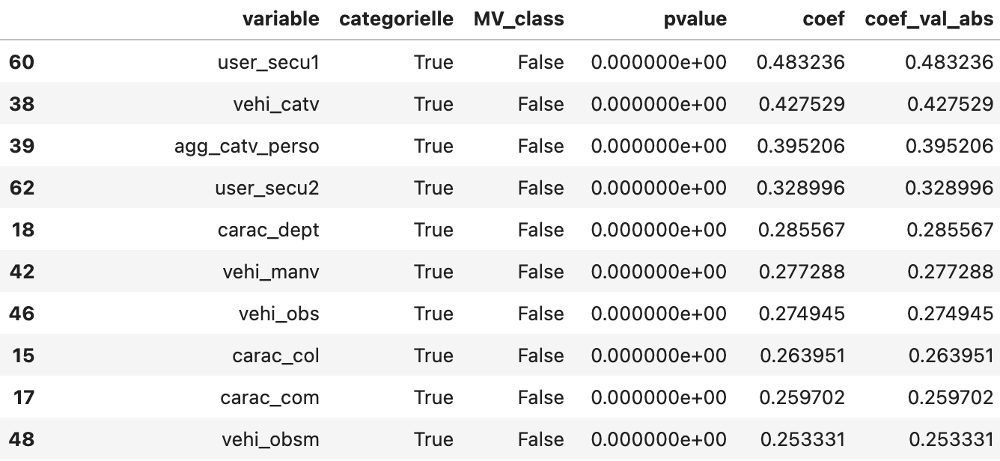 variable categorielle MV_class pvalue coef coef_val_abs
60 user_secu1 True False 0.000000e+00 0.483236 0.483236
38 vehi_catv True False 0.000000e+00 0.427529 0.427529
39 agg_catv_perso True False 0.000000e+00 0.395206 0.395206
62 user_secu2 True False 0.000000e+00 0.328996 0.328996
18 carac_dept True False 0.000000e+00 0.285567 0.285567
42 vehi_manv True False 0.000000e+00 0.277288 0.277288
46 vehi_obs True False 0.000000e+00 0.274945 0.274945
15 carac_col True False 0.000000e+00 0.263951 0.263951
17 carac_com True False 0.000000e+00 0.259702 0.259702
48 vehi_obsm True False 0.000000e+00 0.253331 0.253331